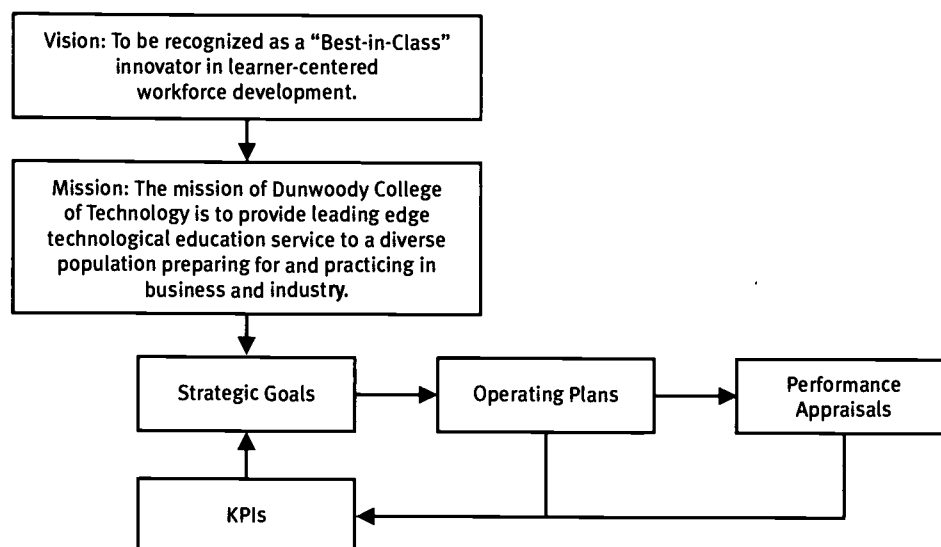 Vision: To be recognized as a “Best-in-Class”
innovator in learner-centered
workforce development.
Mission: The mission of Dunwoody College
of Technology is to provide leading edge
technological education service to a diverse
population preparing for and practicing in
business and industry.
Strategic Goals
Operating Plans
Performance
Appraisals
KPIs